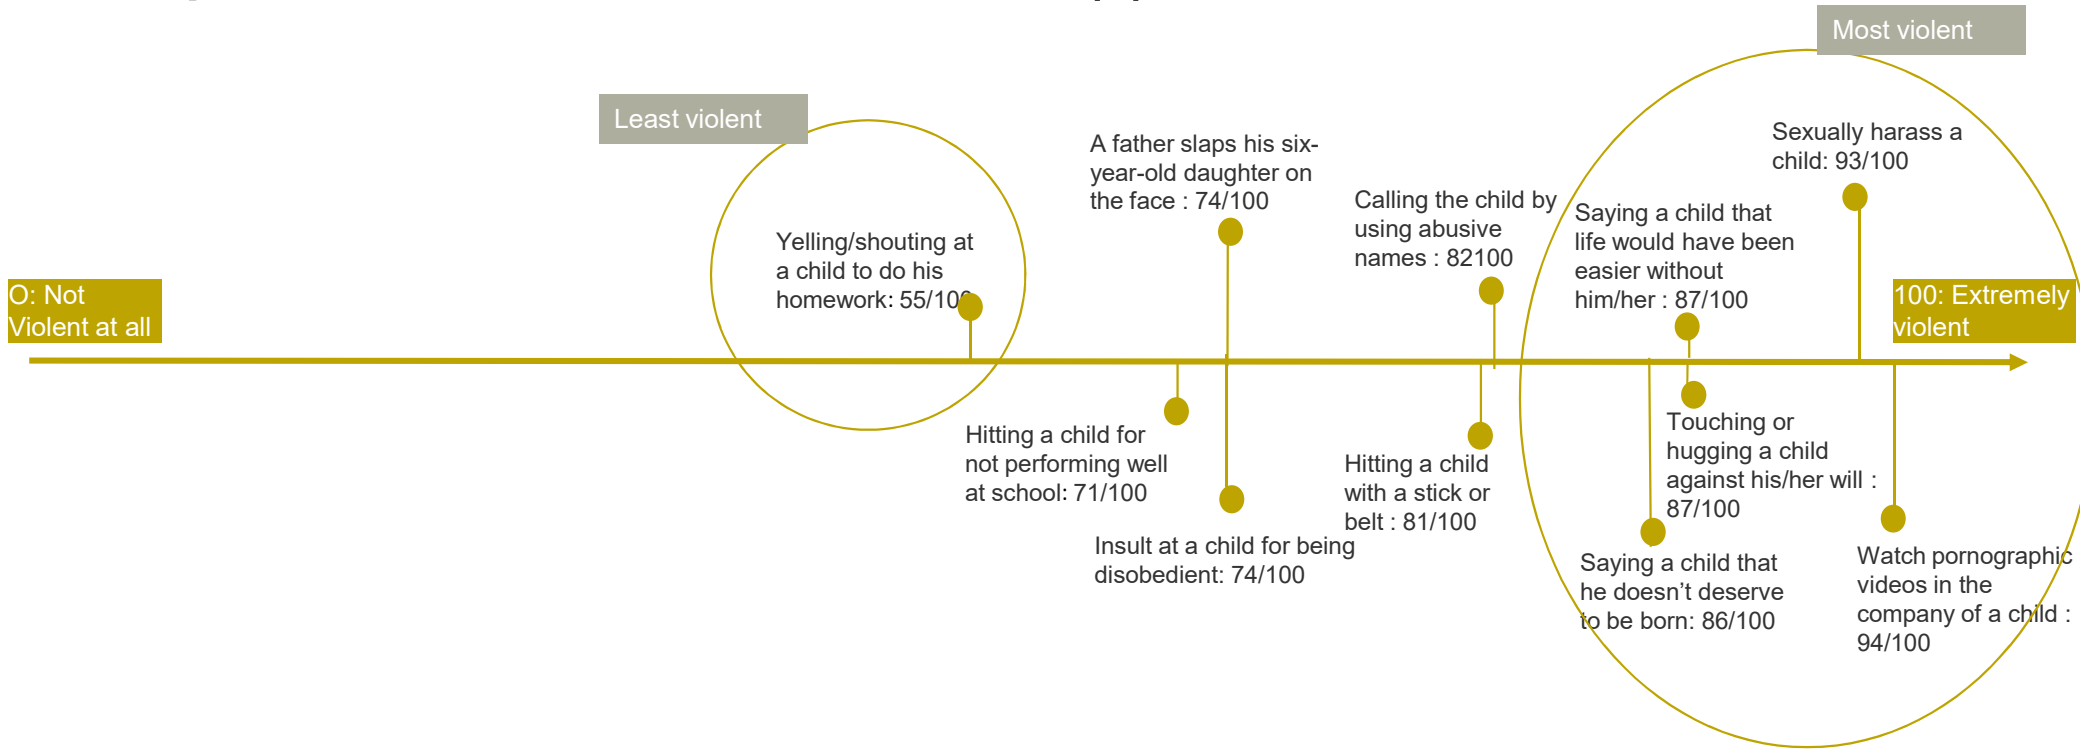 Most violent
Least violent
Sexually harass a
child: 93/100
A father slaps his six-
year-old daughter on
the face : 74/100
Calling the child by
using abusive
names : 82100
Saying a child that
life would have been
easier without
him/her : 87/100
Yelling/shouting at
a child to do his
homework: 55/100
O: Not
Violent at all
100: Extremely
violent
Hitting a child for
not performing well
at school: 71/100
Touching or
hugging a child
against his/her will :
87/100
Hitting a child
with a stick or
belt : 81/100
Insult at a child for being
disobedient: 74/100
Saying a child that
he doesn’t deserve
to be born: 86/100
Watch pornographic
videos in the
company of a child :
94/100